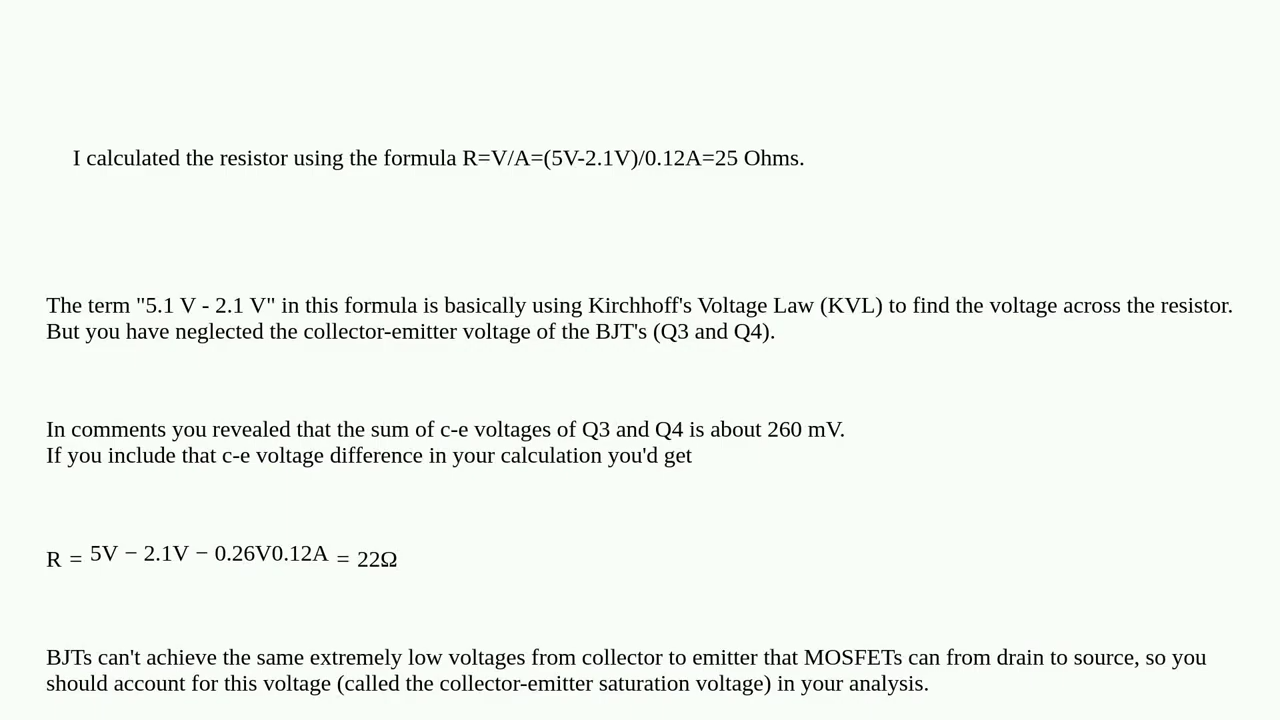 I calculated the resistor using the formula R=V/A=(5V-2.1V)/0.12A=25 Ohms.
The term "5.1 V - 2.1 V" in this formula is basically using Kirchhoff's Voltage Law (KVL) to find the voltage across the resistor.
But you have neglected the collector-emitter voltage of the BJT's (Q3 and Q4).
In comments you revealed that the sum of c-e voltages of Q3 and Q4 is about 260 mV.
If you include that c-e voltage difference in your calculation you'd get
R = 5V − 2.1V − 0.26V0.12A = 22Ω
BJTs can't achieve the same extremely low voltages from collector to emitter that MOSFETs can from drain to source, so you
should account for this voltage (called the collector-emitter saturation voltage) in your analysis.